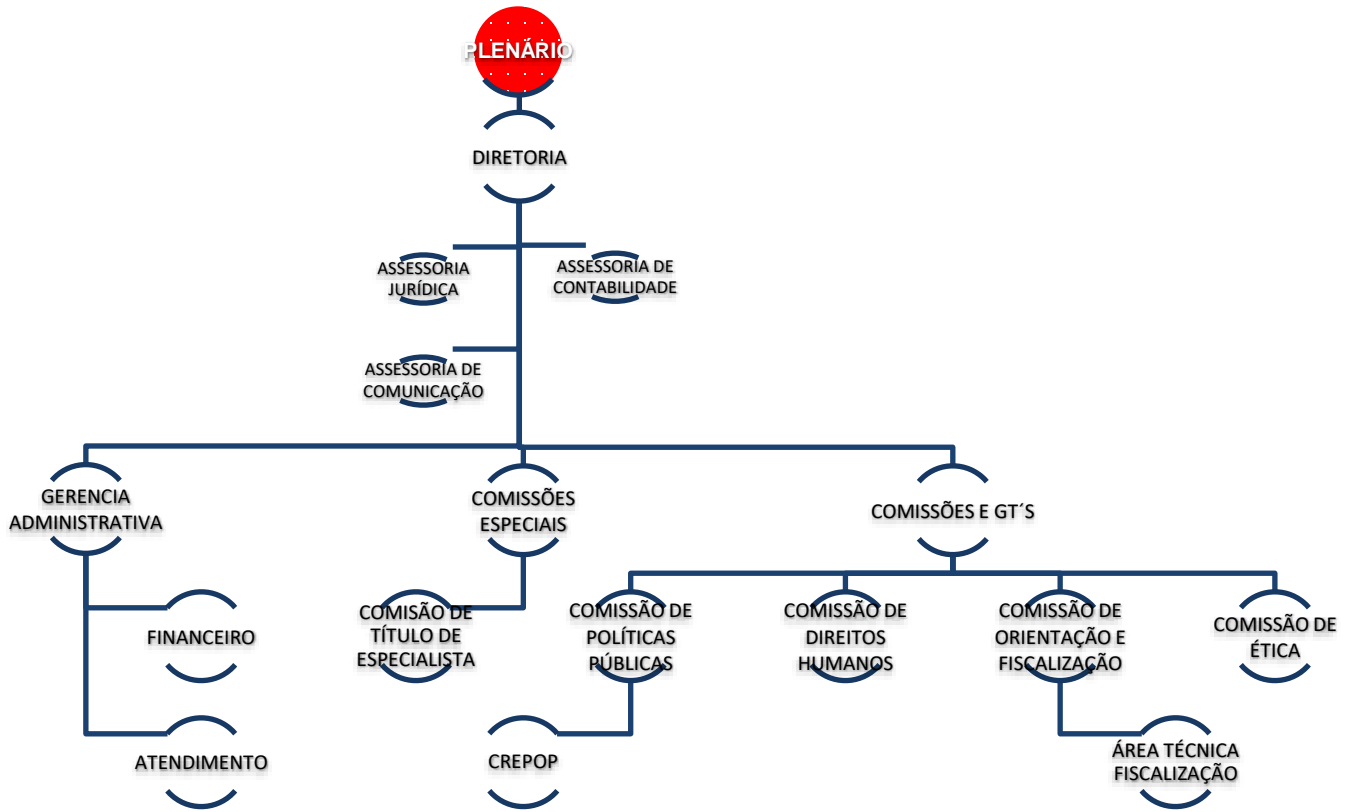 PLENÁRIO
DIRETORIA
ASSESSORIA
JURÍDICA
ASSESSORIA DE
CONTABILIDADE
ASSESSORIA DE
COMUNICAÇÃO
GERENCIA
ADMINISTRATIVA
COMISSÕES
ESPECIAIS
COMISSÕES E GT´S
FINANCEIRO
COMISÃO DE
TÍTULO DE
ESPECIALISTA
COMISSÃO DE
POLÍTICAS
PÚBLICAS
COMISSÃO DE
DIREITOS
HUMANOS
COMISSÃO DE
ORIENTAÇÃO E
FISCALIZAÇÃO
COMISSÃO DE
ÉTICA
ATENDIMENTO
CREPOP
ÁREA TÉCNICA
FISCALIZAÇÃO